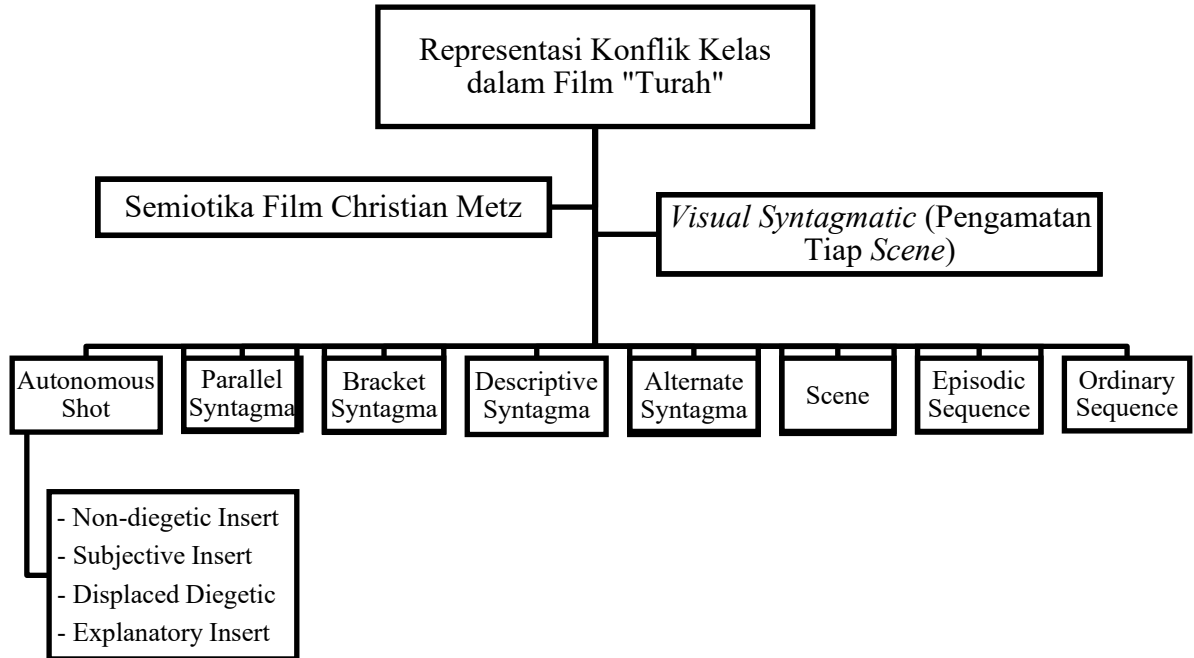 Representasi Konflik Kelas
dalam Film "Turah"
Semiotika Film Christian Metz
Visual Syntagmatic (Pengamatan
Tiap Scene)
Autonomous
Shot
Parallel
Syntagma
Bracket
Syntagma
Descriptive
Syntagma
Alternate
Syntagma
Scene
Episodic
Sequence
Ordinary
Sequence
- Non-diegetic Insert
- Subjective Insert
- Displaced Diegetic
- Explanatory Insert